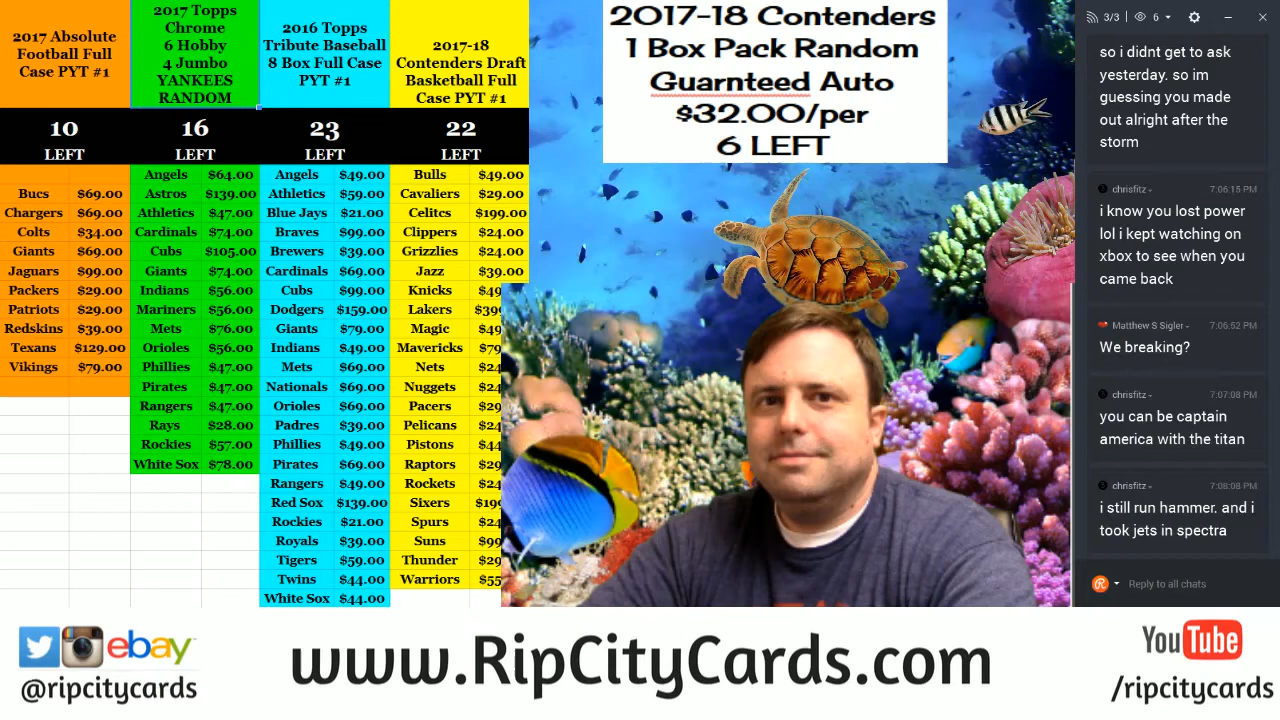 2017 Absolute
Football Full
Case PYT #1
10
LEFT
Bucs $69.00
Chargers $69.00
Colts $34.00
Giants $69.00
Jaguars $99.00
Packers $29.00
Patriots $29.00
Redskins $39.00
Texans $129.00
Vikings $79.00
2017 Topps
Chrome
6 Hobby
4 Jumbo
YANKEES
RANDOM
16
LEFT
Angels $64.00
Astros $139.00
Athletics $47.00
Cardinals $74.00
Cubs $105.00
Giants $74.00
Indians $56.00
Mariners $56.00
Mets $76.00
Orioles $56.00
Phillies $47.00
Pirates $47.00
Rangers $47.00
Rays $28.00
Rockies $57.00
White Sox $78.00
2016 Topps
Tribute Baseball
8 Box Full Case
PYT #1
23
LEFT
Angels $49.00
Athletics $59.00
Blue Jays $21.00
Braves $99.00
Brewers $39.00
Cardinals $69.00
Cubs $99.00
Dodgers $159.00
Giants $79.00
Indians $49.00
Mets $69.00
Nationals $69.00
Orioles $69.00
Padres $39.00
Phillies $49.00
Pirates $69.00
Rangers $49.00
Red Sox $139.00
Rockies $21.00
Royals $39.00
Tigers $59.00
Twins $44.00
White Sox $44.00
2017-18
Contenders Draft
Basketball Full
Case PYT #1
22
LEFT
Bulls $49.00
Cavaliers $29.00
Celitcs $199.00
Clippers $24.00
Grizzlies $24.00
Jazz $39.00
Knicks $49
Lakers $39
Magic $49
Mavericks $79
Nets $24
Nuggets $24
Pacers $29
Pelicans $24
Pistons $44
Raptors $29
Rockets $24
Sixers $199
Spurs $24
Suns $99
Thunder $29
Warriors $55
2017-18 Contenders
1 Box Pack Random
Guarnteed Auto
$32.00/per
6 LEFT
3/3 6
so i didnt get to ask
yesterday. so im
guessing you made
out alright after the
storm
chrisfitz 7:06:15 PM
i know you lost power
lol i kept watching on
xbox to see when you
came back
Matthew S Sigler 7:06:52 PM
We breaking?
chrisfitz 7:07:08 PM
you can be captain
america with the titan
chrisfitz 7:08:08 PM
i still run hammer. and i
took jets in spectra
Reply to all chats
ebay
@ripcitycards
www.RipCityCards.com
YouTube
/ripcitycards